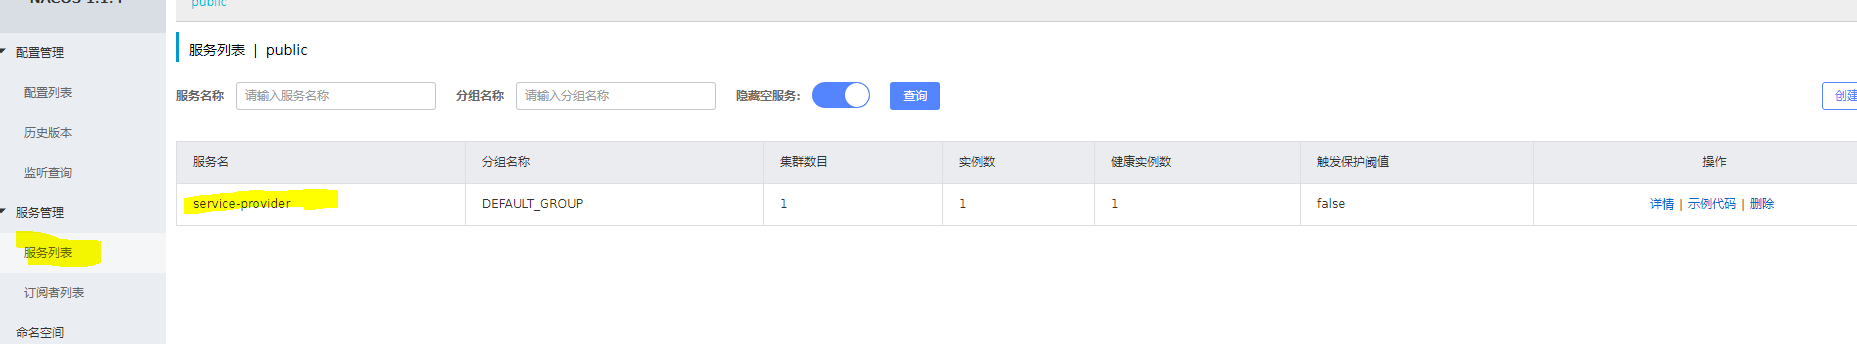 public
配置管理
配置列表
历史版本
监听查询
服务管理
服务列表
订阅者列表
命名空间
服务列表 | public
服务名称 请输入服务名称 分组名称 请输入分组名称 隐藏空服务: 查询 创建
服务名 分组名称 集群数目 实例数 健康实例数 触发保护阈值 操作
service-provider DEFAULT_GROUP 1 1 1 false 详情 | 示例代码 | 删除